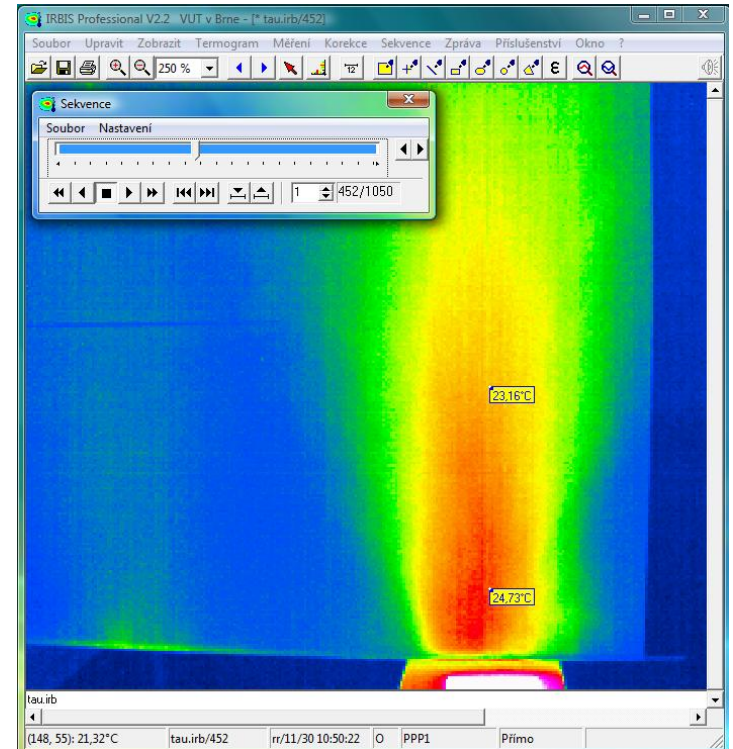 IRBIS Professional V2.2 VUT v Brne - [* tau.irb/452]
Soubor Upravit Zobrazit Termogram Měření Korekce Sekvence Zpráva Příslušenství Okno ?
250 % 12 ε
Sekvence
Soubor Nastavení
1 452/1050
23,16°C
24,73°C
tau.irb
(148, 55): 21,32°C tau.irb/452 rr/11/30 10:50:22 O PPP1 Přímo